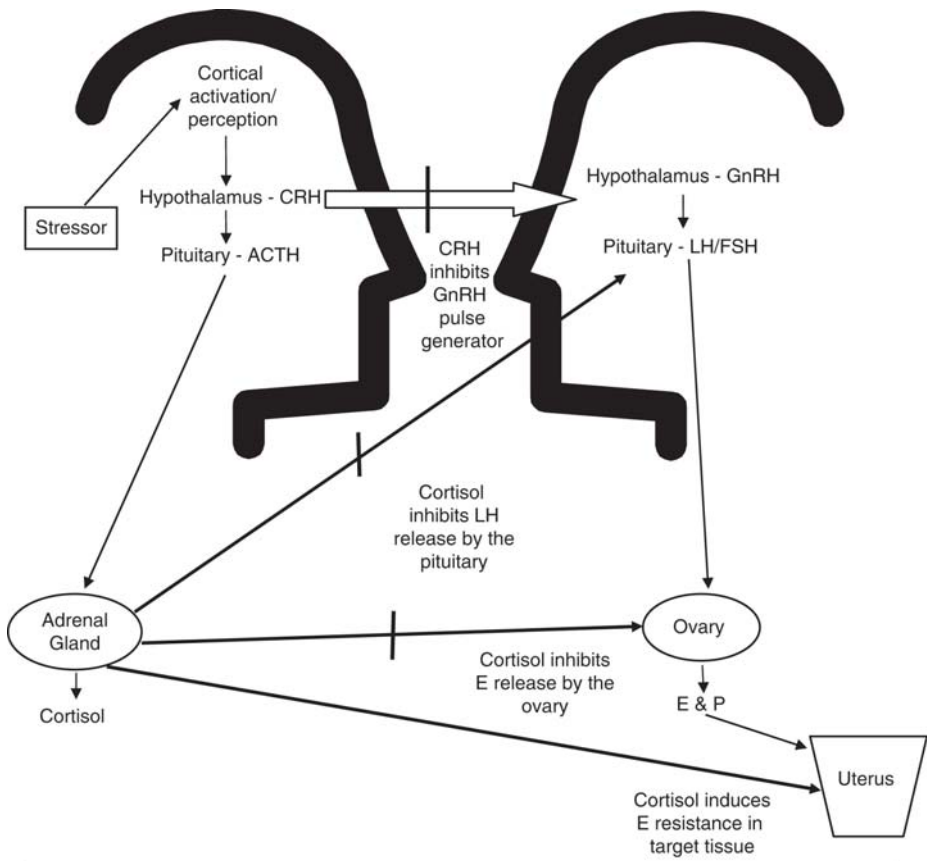 Cortical
activation/
perception
Hypothalamus - CRH
Stressor
Pituitary - ACTH
Hypothalamus - GnRH
Pituitary - LH/FSH
CRH
inhibits
GnRH
pulse
generator
Cortisol
inhibits LH
release by the
pituitary
Adrenal
Gland
Cortisol
Ovary
Cortisol inhibits
E release by the
ovary
E & P
Uterus
Cortisol induces
E resistance in
target tissue